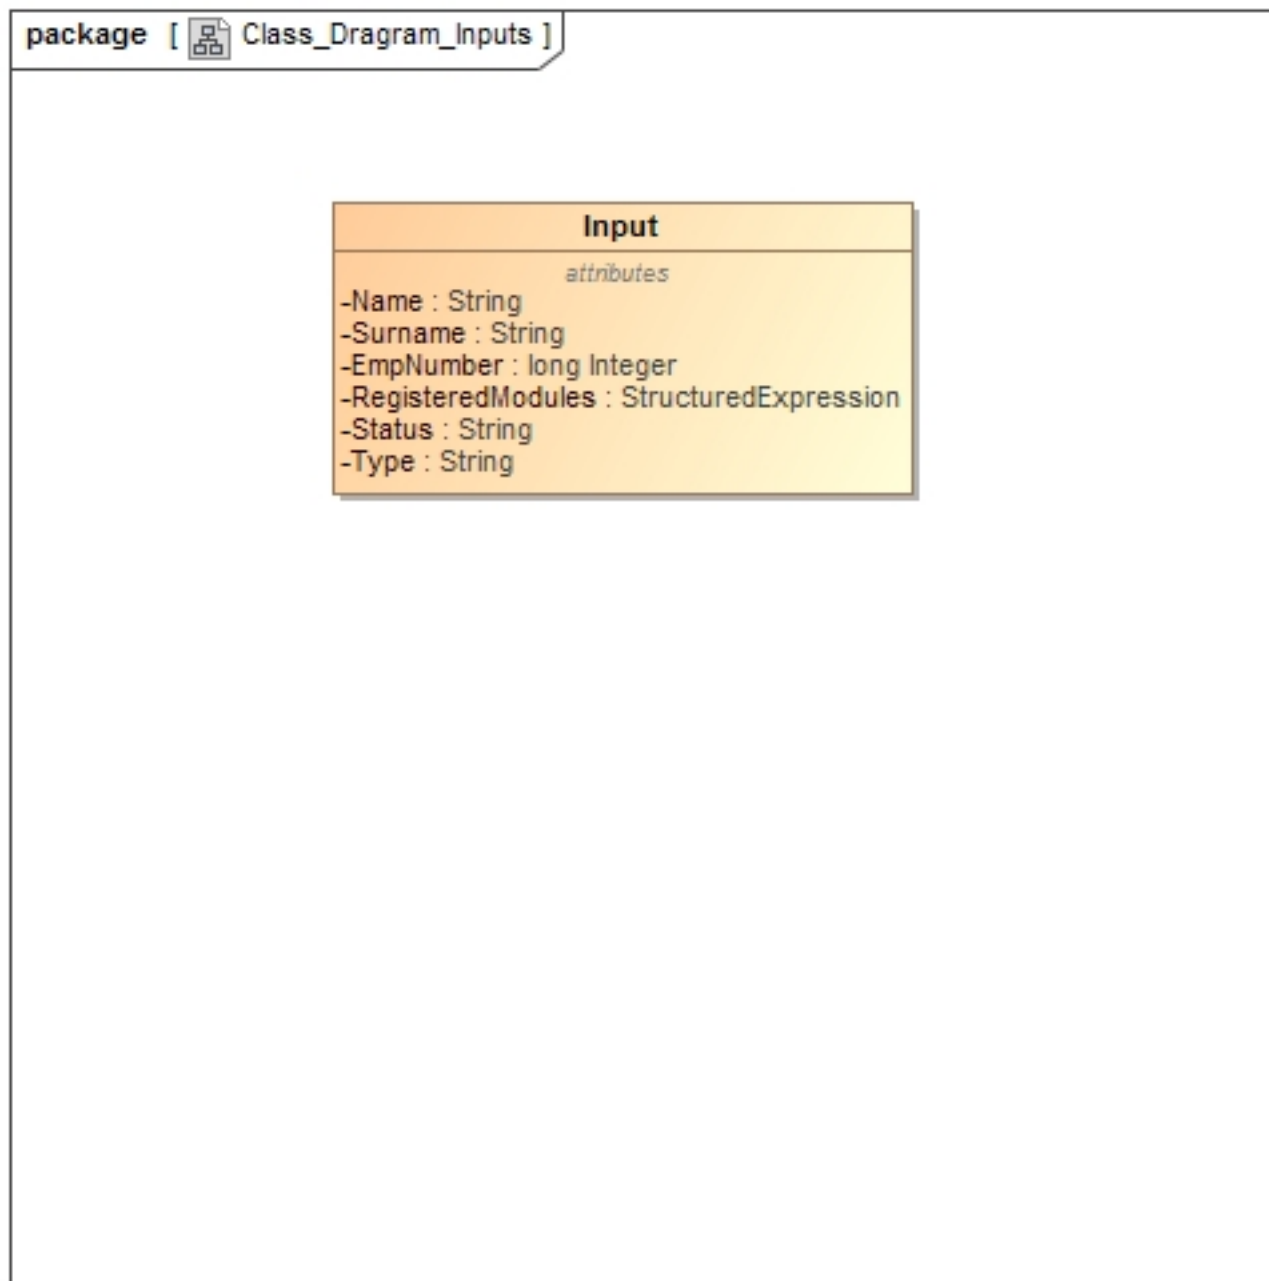 package [ Class_Dragram_Inputs ]
Input
attributes
-Name : String
-Surname : String
-EmpNumber : long Integer
-RegisteredModules : StructuredExpression
-Status : String
-Type : String